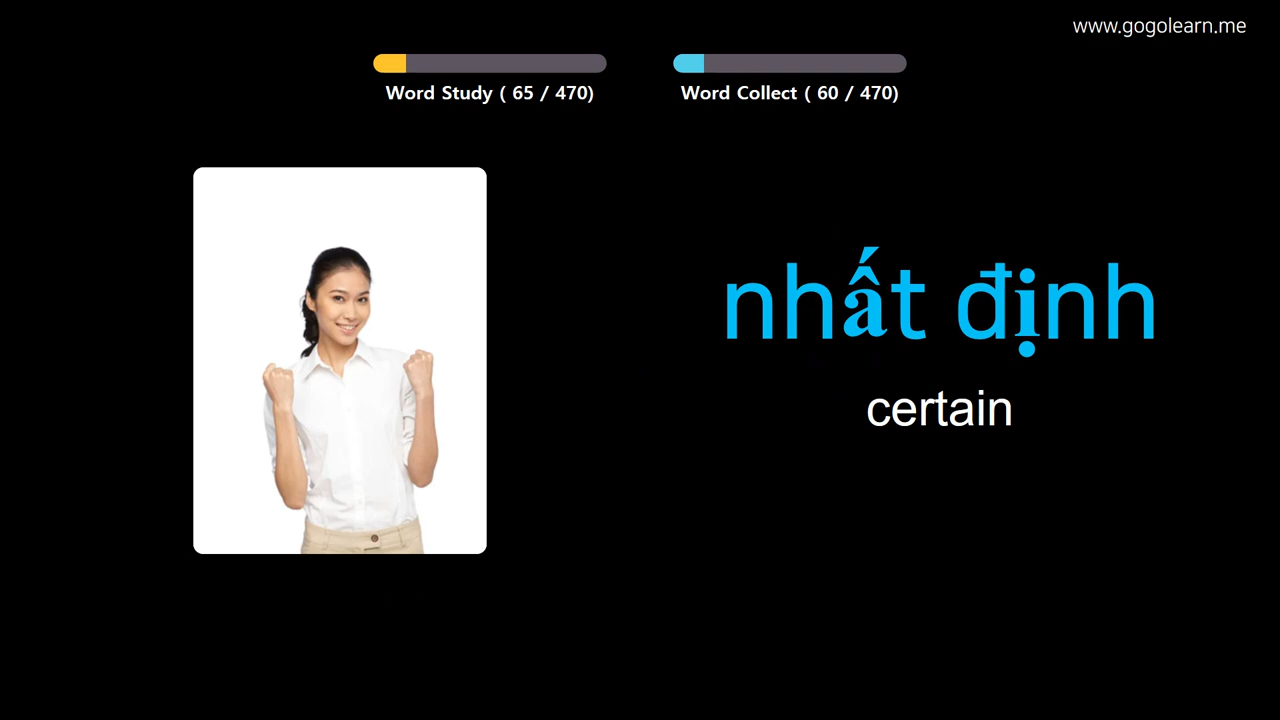 www.gogolearn.me
Word Study ( 65 / 470)
Word Collect ( 60 / 470)
nhất định
certain